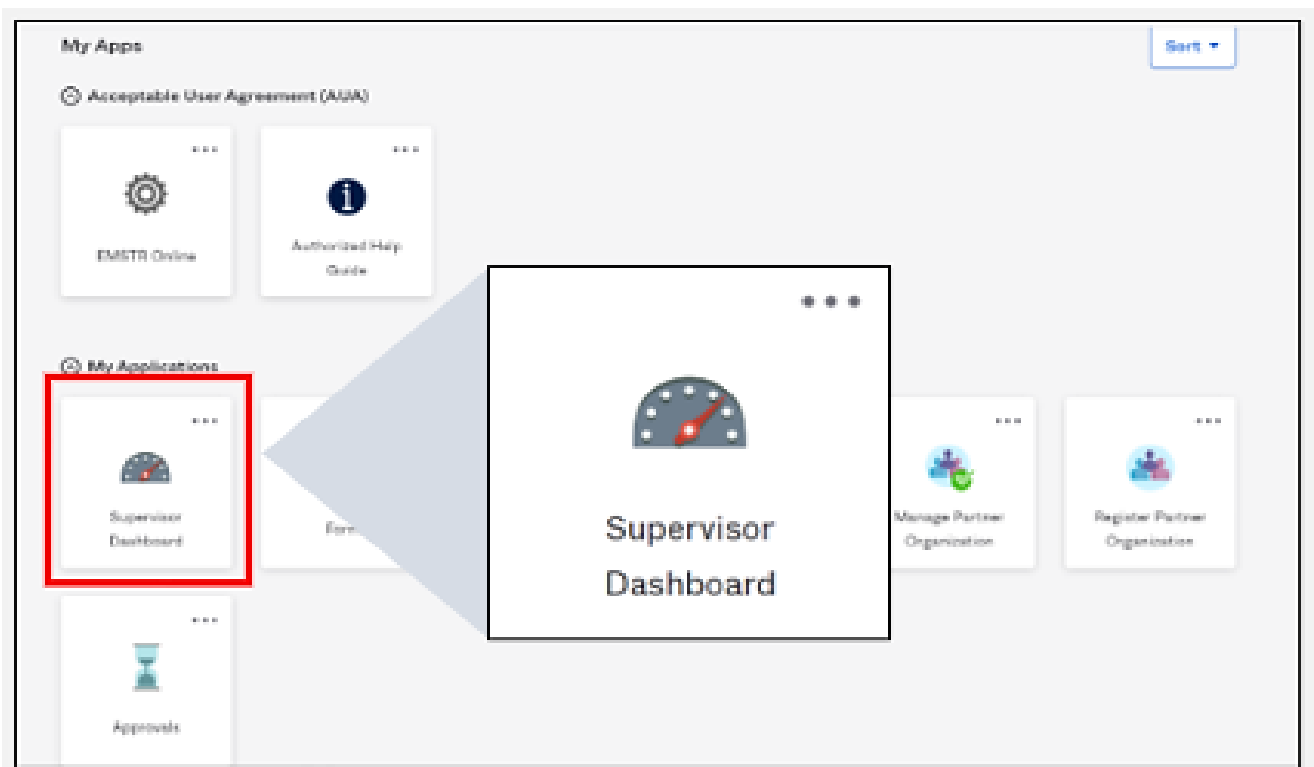 My Apps
Sort
Acceptable User Agreement (AUA)
EMSTR Online
Authorized Help
Guide
My Applications
Supervisor
Dashboard
Supervisor
Dashboard
Manage Partner
Organization
Register Partner
Organization
Approvals